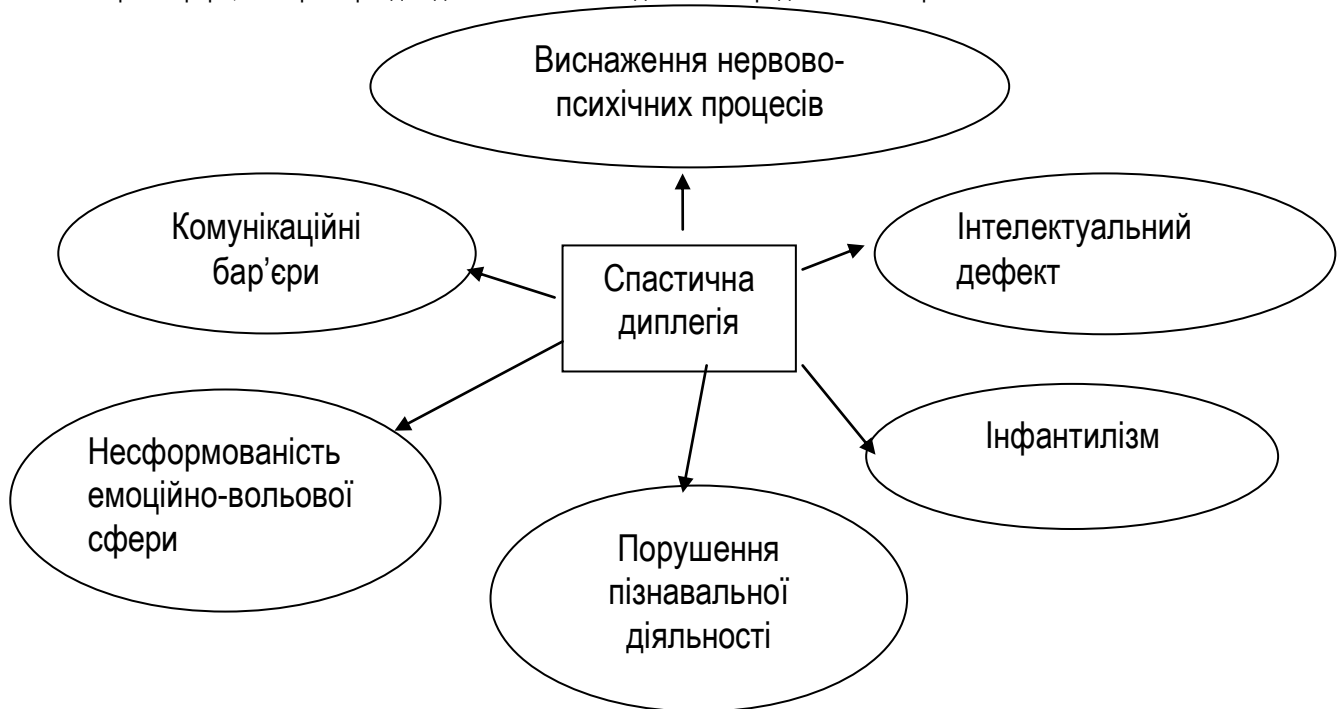 Виснаження нервово-
психічних процесів
Комунікаційні
бар’єри
Інтелектуальний
дефект
Спастична
диплегія
Несформованість
емоційно-вольової
сфери
Інфантилізм
Порушення
пізнавальної
діяльності